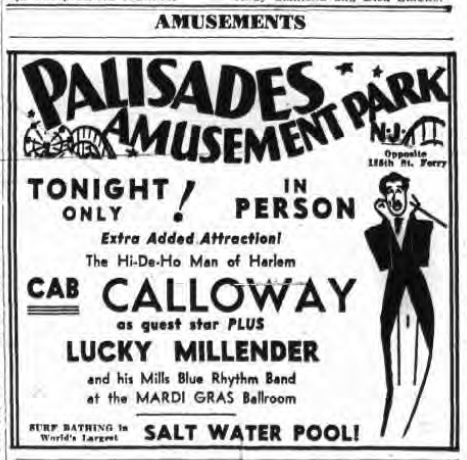 AMUSEMENTS
PALISADES
AMUSEMENT PARK
N.J.
Opposite
125th St. Ferry
TONIGHT!
ONLY
IN
PERSON
Extra Added Attraction!
The Hi-De-Ho Man of Harlem
CAB CALLOWAY
as guest star PLUS
LUCKY MILLENDER
and his Mills Blue Rhythm Band
at the MARDI GRAS Ballroom
SURF BATHING in
World's Largest
SALT WATER POOL!